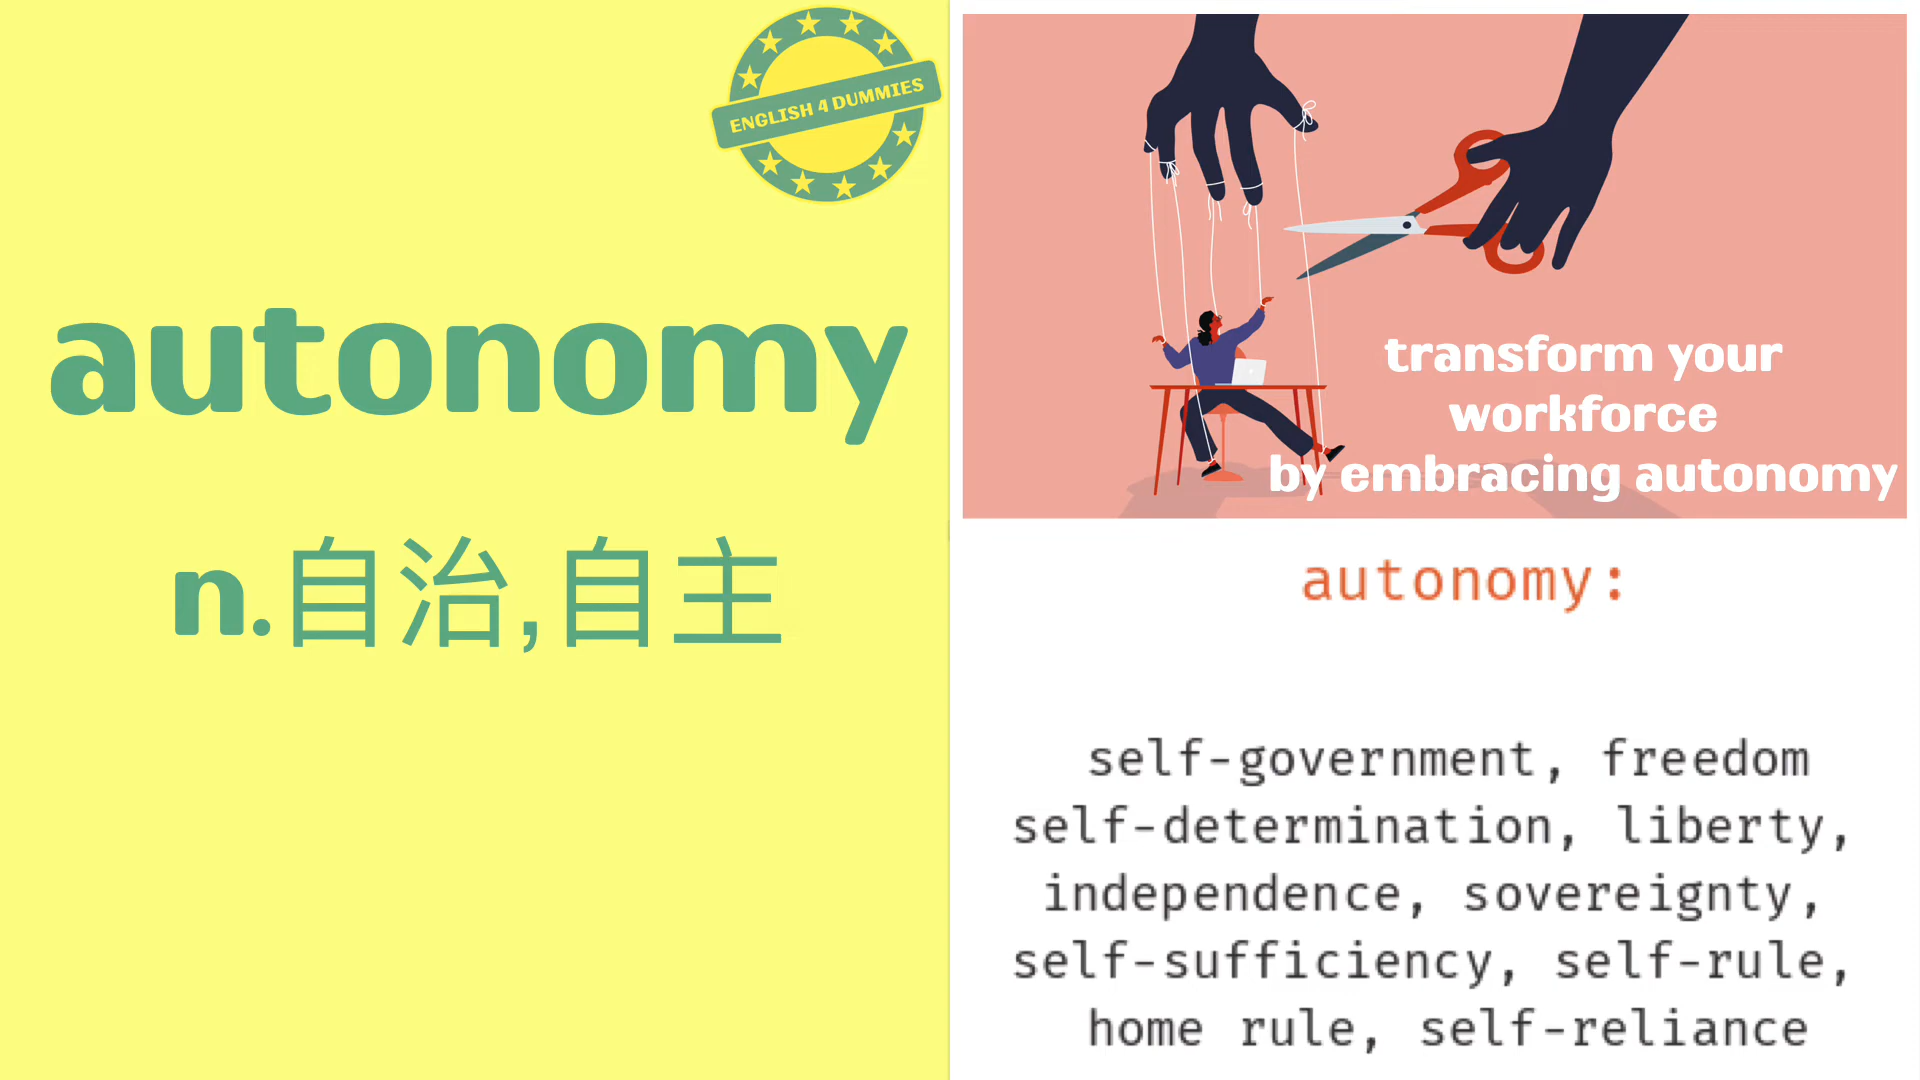 ENGLISH 4 DUMMIES
autonomy
n.自治,自主
transform your
workforce
by embracing autonomy
autonomy:
self-government, freedom
self-determination, liberty,
independence, sovereignty,
self-sufficiency, self-rule,
home rule, self-reliance